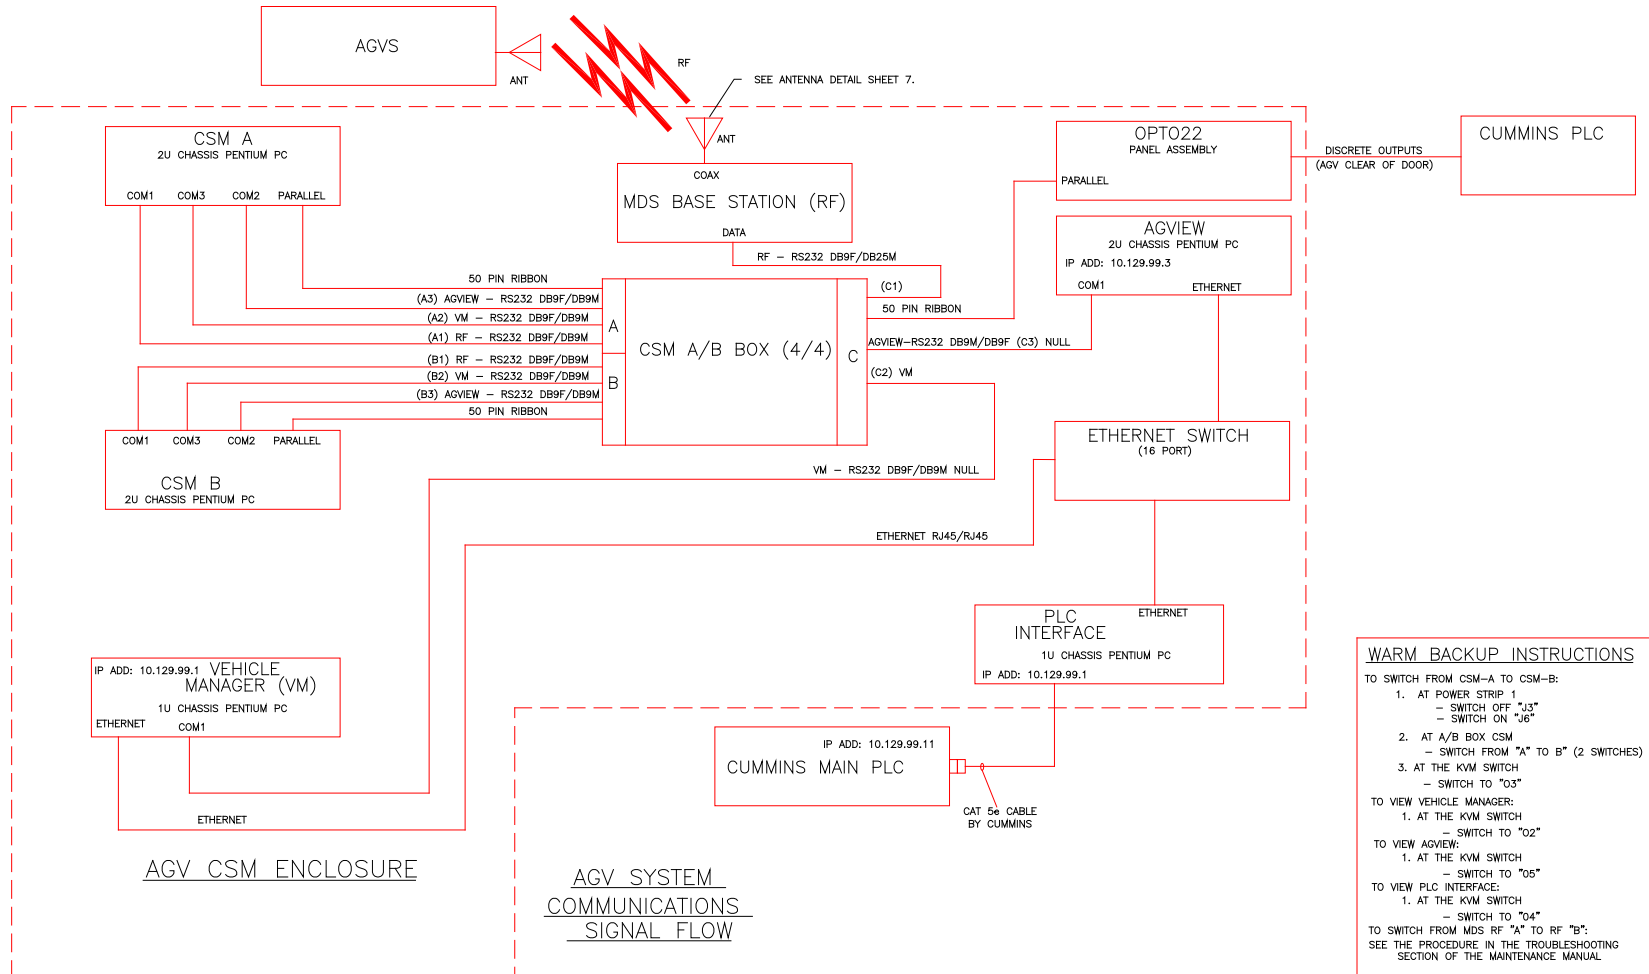 AGVS
ANT
RF
SEE ANTENNA DETAIL SHEET 7.
CSM A
2U CHASSIS PENTIUM PC
COM1 COM3 COM2 PARALLEL
ANT
COAX
MDS BASE STATION (RF)
DATA
RF - RS232 DB9F/DB25M
OPTO22
PANEL ASSEMBLY
PARALLEL
DISCRETE OUTPUTS
(AGV CLEAR OF DOOR)
CUMMINS PLC
AGVIEW
2U CHASSIS PENTIUM PC
IP ADD: 10.129.99.3
COM1
ETHERNET
50 PIN RIBBON
(A3) AGVIEW - RS232 DB9F/DB9M
(A2) VM - RS232 DB9F/DB9M
(A1) RF - RS232 DB9F/DB9M
(B1) RF - RS232 DB9F/DB9M
(B2) VM - RS232 DB9F/DB9M
(B3) AGVIEW - RS232 DB9F/DB9M
50 PIN RIBBON
A
B
CSM A/B BOX (4/4)
C
(C1)
50 PIN RIBBON
AGVIEW-RS232 DB9M/DB9F (C3) NULL
(C2) VM
COM1 COM3 COM2 PARALLEL
CSM B
2U CHASSIS PENTIUM PC
VM - RS232 DB9F/DB9M NULL
ETHERNET SWITCH
(16 PORT)
ETHERNET RJ45/RJ45
ETHERNET
PLC
INTERFACE
1U CHASSIS PENTIUM PC
IP ADD: 10.129.99.1
IP ADD: 10.129.99.1 VEHICLE
MANAGER (VM)
1U CHASSIS PENTIUM PC
ETHERNET
COM1
ETHERNET
IP ADD: 10.129.99.11
CUMMINS MAIN PLC
CAT 5e CABLE
BY CUMMINS
AGV CSM ENCLOSURE
AGV SYSTEM
COMMUNICATIONS
SIGNAL FLOW
WARM BACKUP INSTRUCTIONS
TO SWITCH FROM CSM-A TO CSM-B:
1. AT POWER STRIP 1
- SWITCH OFF "J3"
- SWITCH ON "J6"
2. AT A/B BOX CSM
- SWITCH FROM "A" TO B" (2 SWITCHES)
3. AT THE KVM SWITCH
- SWITCH TO "03"
TO VIEW VEHICLE MANAGER:
1. AT THE KVM SWITCH
- SWITCH TO "02"
TO VIEW AGVIEW:
1. AT THE KVM SWITCH
- SWITCH TO "05"
TO VIEW PLC INTERFACE:
1. AT THE KVM SWITCH
- SWITCH TO "04"
TO SWITCH FROM MDS RF "A" TO RF "B":
SEE THE PROCEDURE IN THE TROUBLESHOOTING
SECTION OF THE MAINTENANCE MANUAL